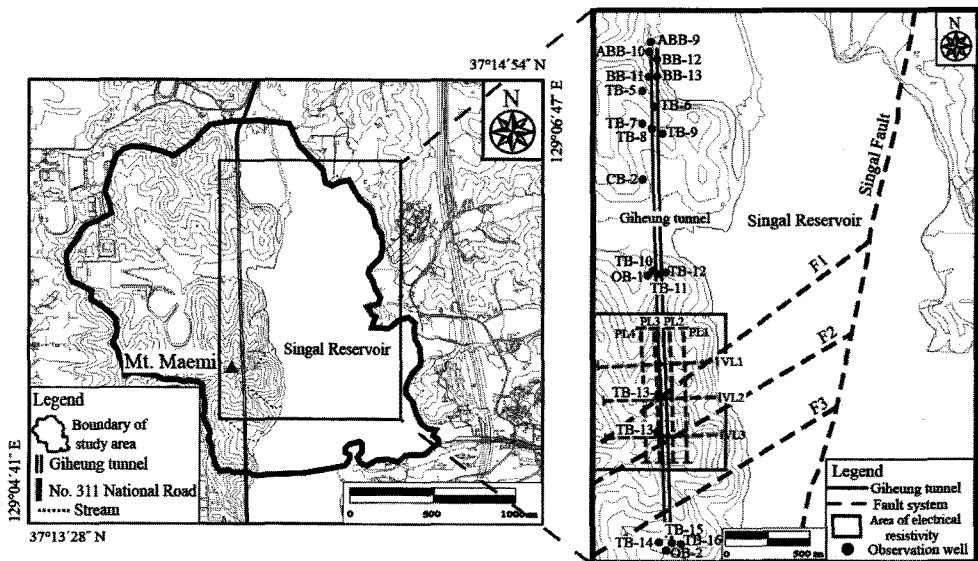 37°14´54˝ N
129°06´47˝ E
N
Mt. Maemi
Singal Reservoir
Legend
Boundary of
study area
Giheung tunnel
No. 311 National Road
Stream
0 500 1000m
129°04´41˝ E
37°13´28˝ N
N
ABB-9
ABB-10
BB-12
BB-11
BB-13
TB-5
TB-6
TB-7
TB-8
TB-9
CB-2
Giheung tunnel
Singal Reservoir
Singal Fault
TB-10
TB-12
OB-1
TB-11
F1
F2
F3
PL3 PL2
PL4
PL1
VL1
TB-13
VL2
TB-13
VL3
TB-15
TB-14
TB-16
OB-2
0 500 m
Legend
Giheung tunnel
Fault system
Area of electrical
resistivity
Observation well